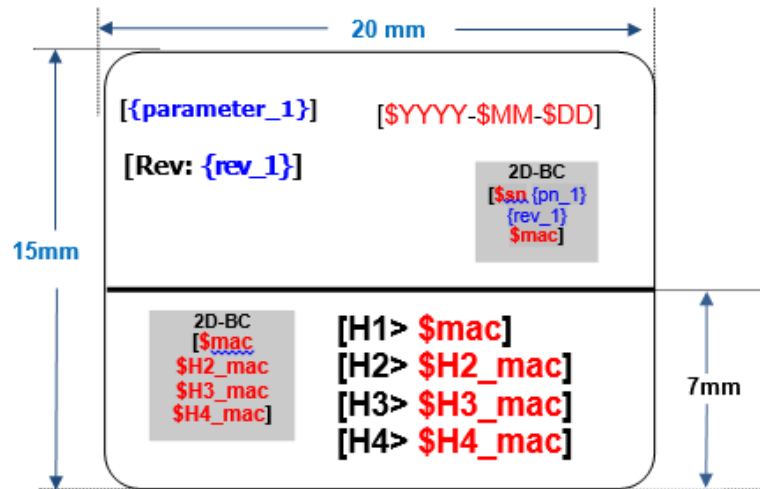 20 mm
[{parameter_1}]
[$YYYY-$MM-$DD]
[Rev: {rev_1}]
2D-BC
[$sn {pn_1}
{rev_1}
$mac]
15mm
2D-BC
[$mac
$H2_mac
$H3_mac
$H4_mac]
[H1> $mac]
[H2> $H2_mac]
[H3> $H3_mac]
[H4> $H4_mac]
7mm